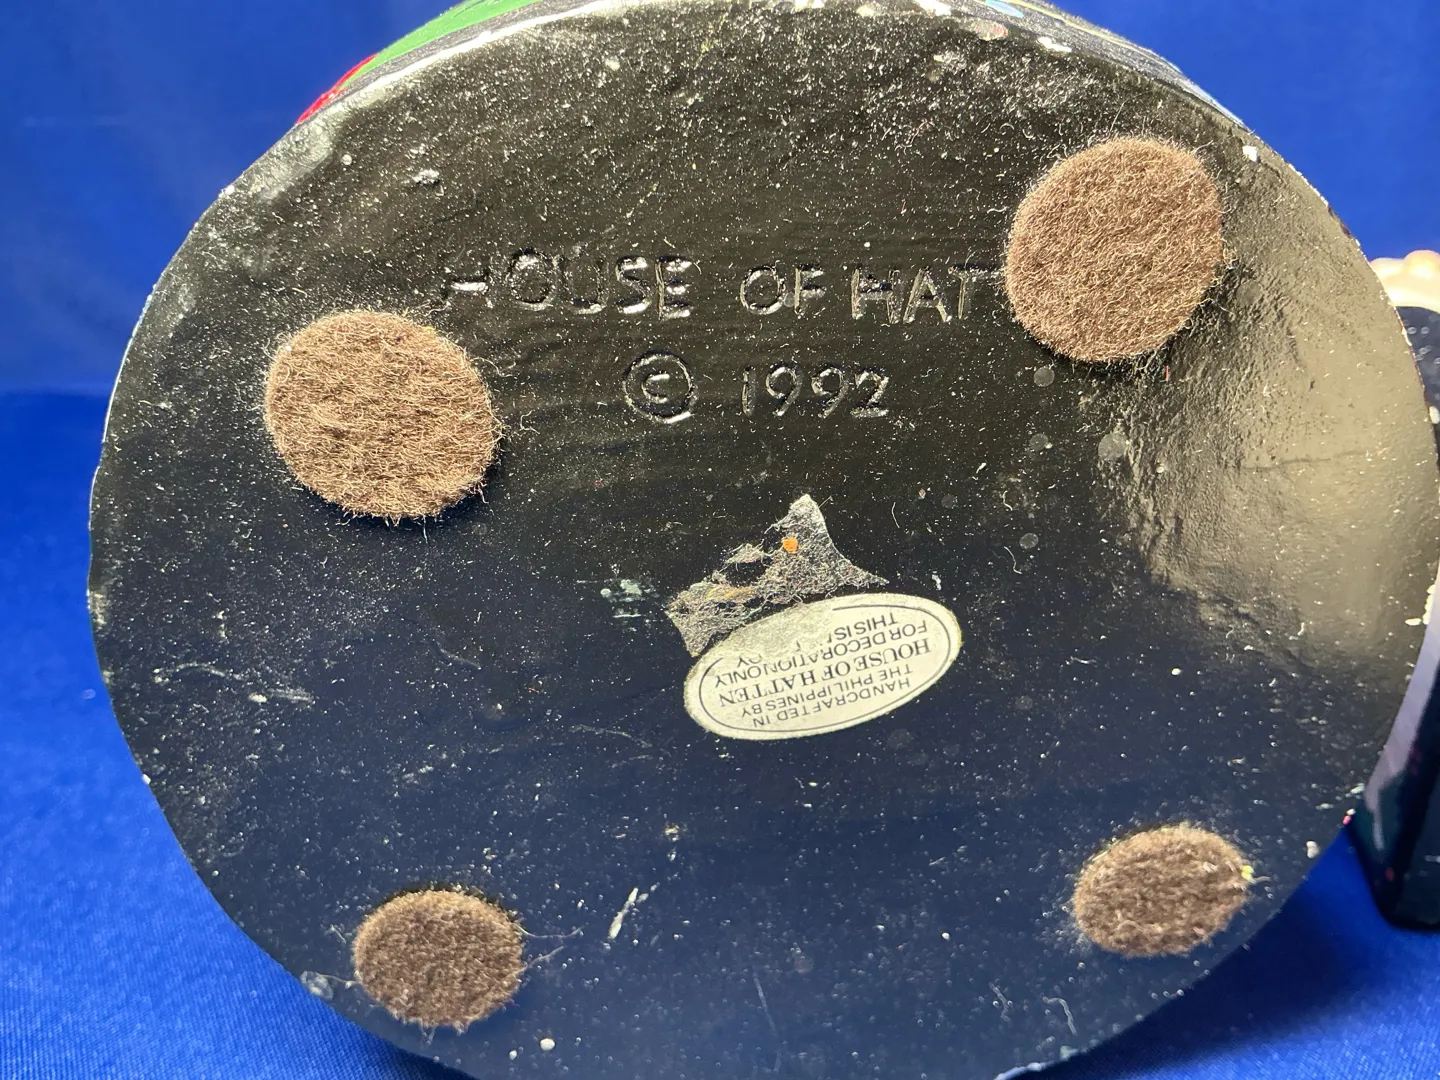 HOUSE OF HAT
© 1992
HANDCRAFTED IN
THE PHILIPPINES BY
HOUSE OF HATTEN
FOR DECORATION ONLY
THIS IS